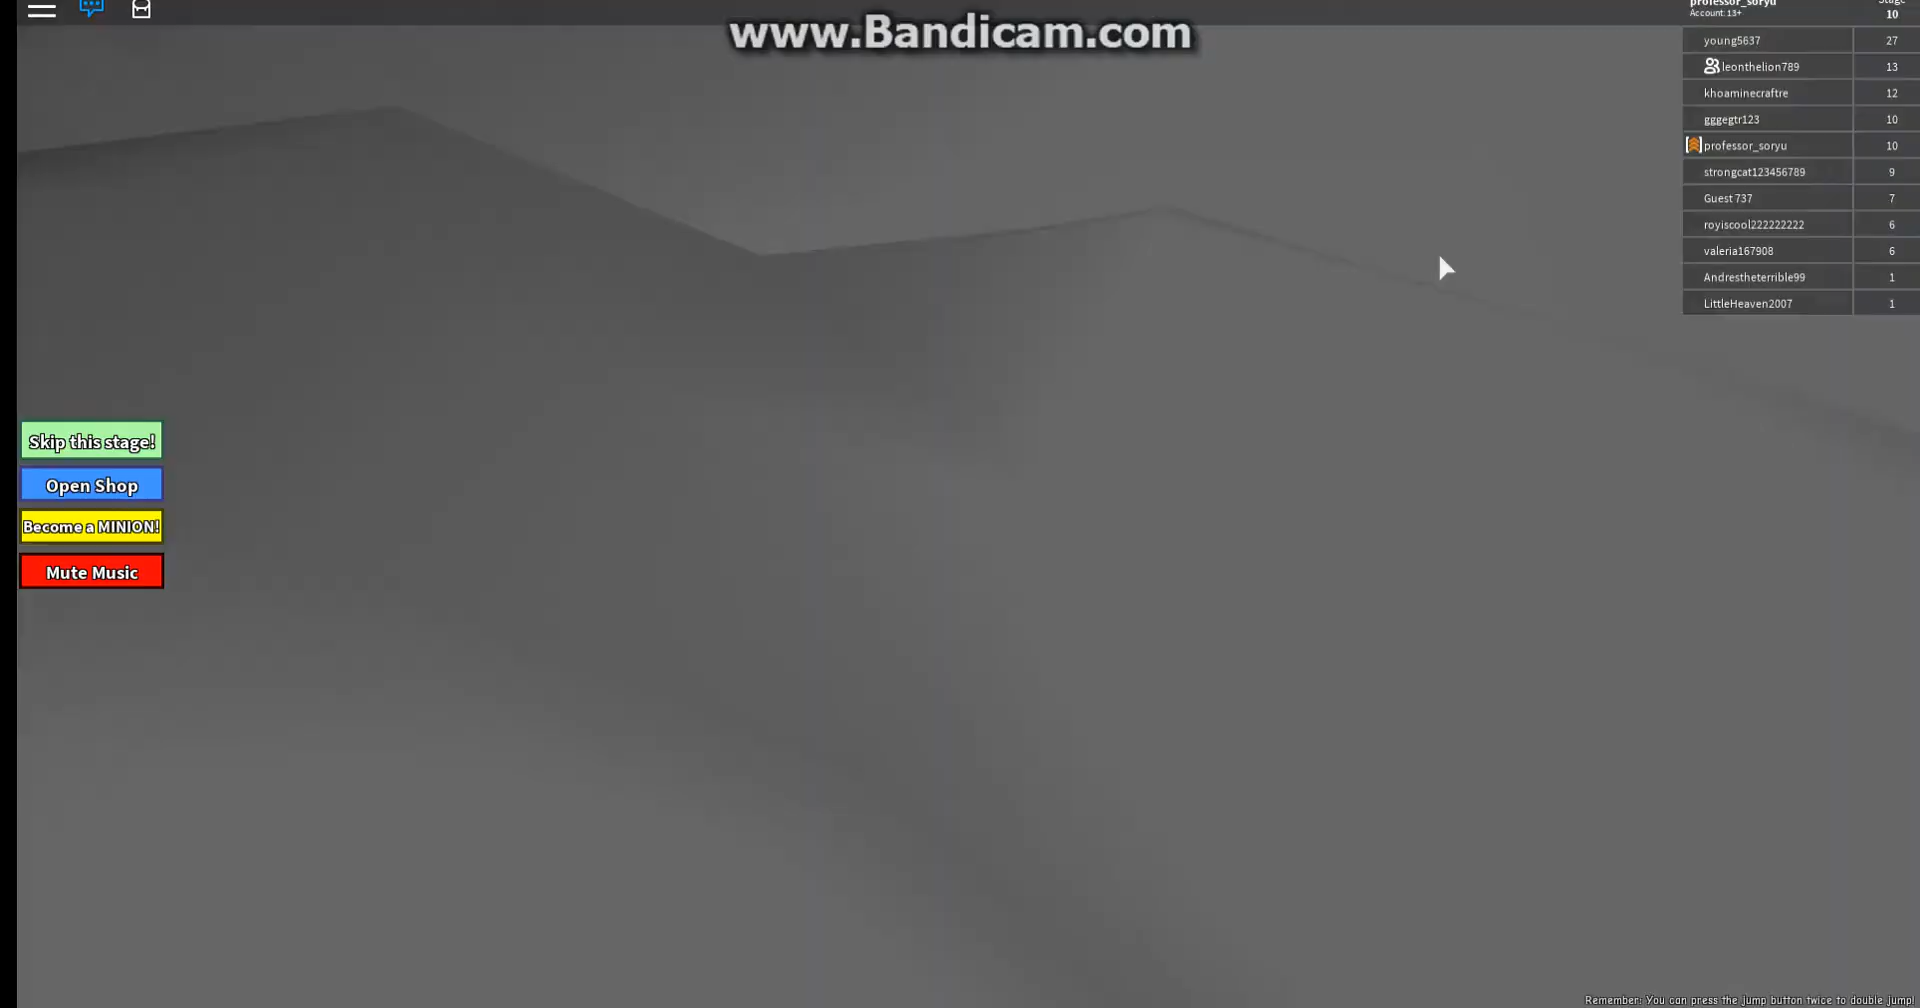 www.Bandicam.com
professor_soryu
Account: 13+
Stage
10
young5637 27
leonthelion789 13
khoaminecraftre 12
gggegtr123 10
professor_soryu 10
strongcat123456789 9
Guest 737 7
royiscool222222222 6
valeria167908 6
Andrestheterrible99 1
LittleHeaven2007 1
Skip this stage!
Open Shop
Become a MINION!
Mute Music
Remember: You can press the jump button twice to double jump!